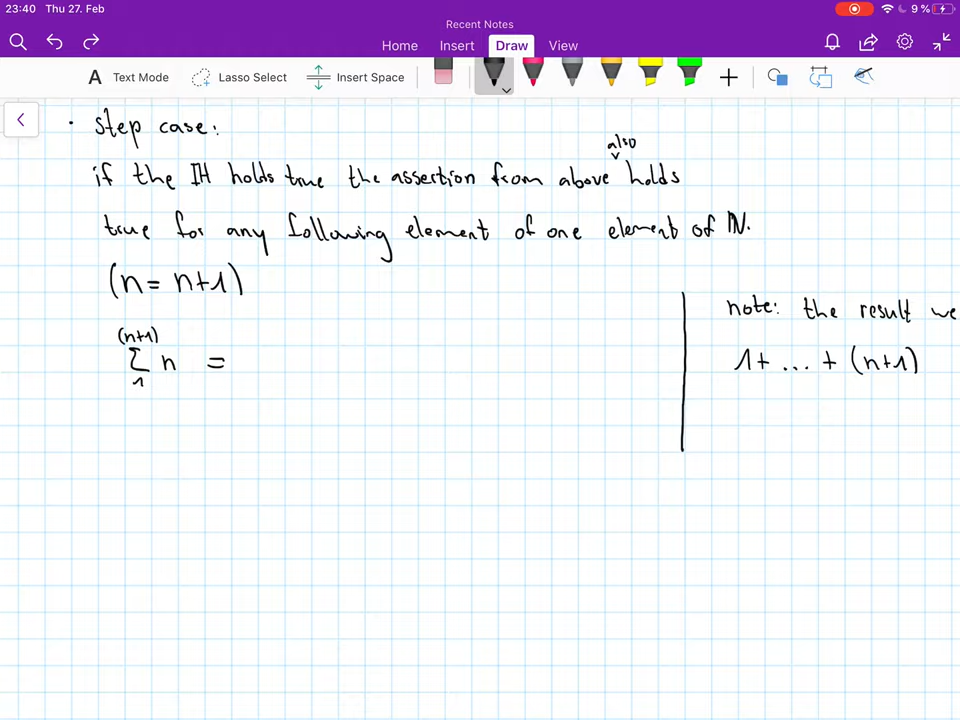 23:40 Thu 27. Feb 9 %
Recent Notes
Home Insert Draw View
A Text Mode Lasso Select Insert Space
• Step case:
also
if the IH holds true the assertion from above holds
true for any following element of one element of ℕ.
(n = n+1)
note: the result we
(n+1)
Σ n =
1
1+ ... + (n+1)